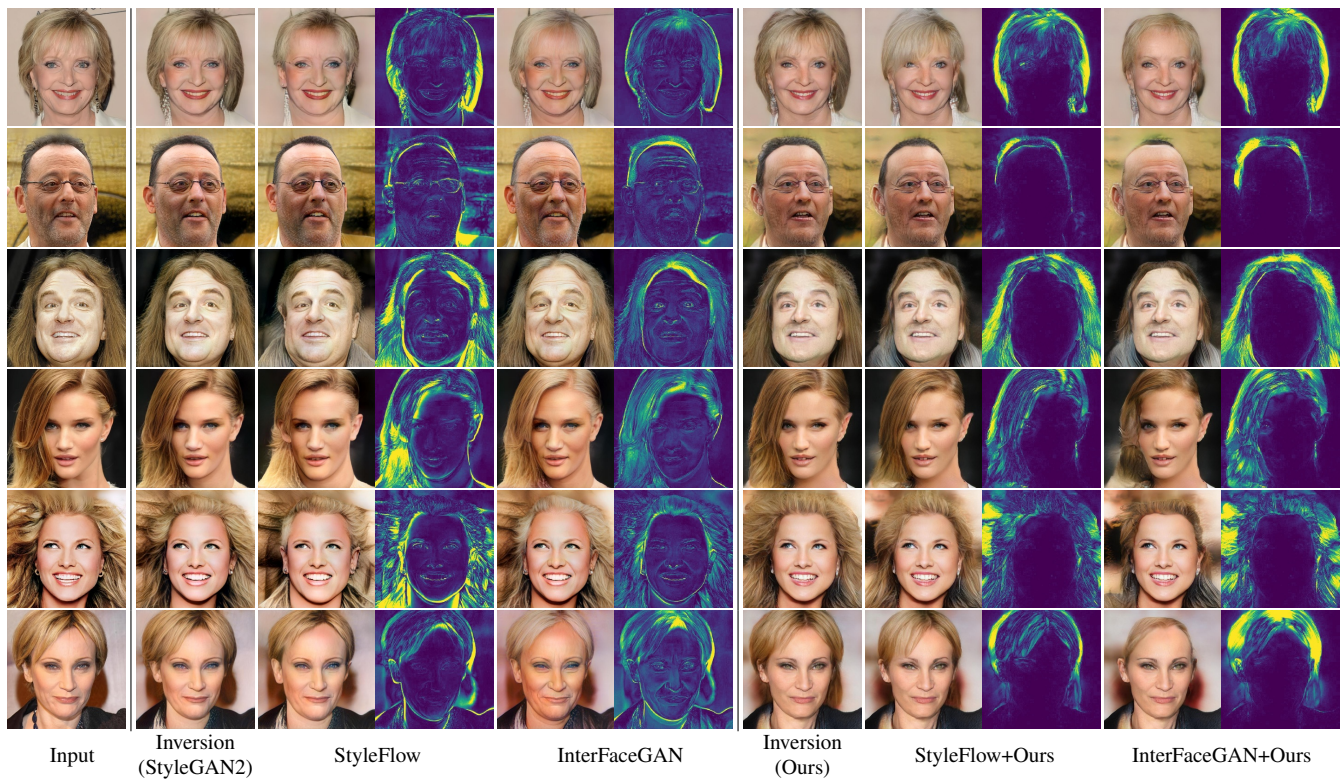 Input
Inversion
(StyleGAN2)
StyleFlow
InterFaceGAN
Inversion
(Ours)
StyleFlow+Ours
InterFaceGAN+Ours